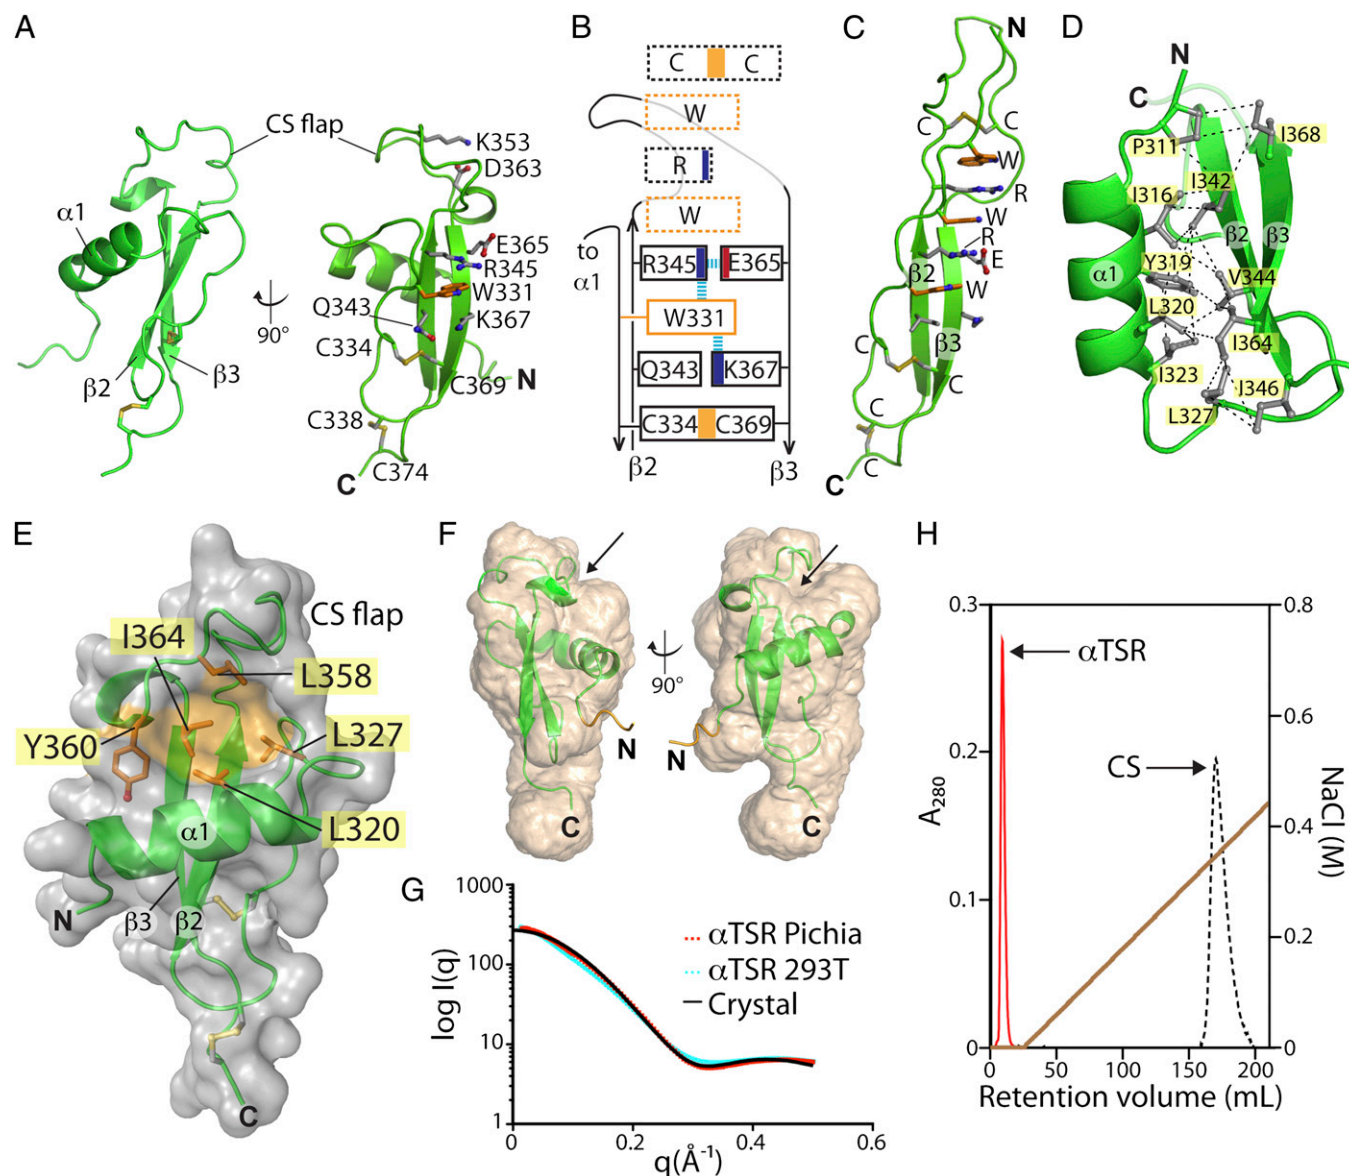 A
CS flap
α1
β2
β3
90°
K353
D363
E365
R345
W331
Q343
K367
C334
C369
N
C338
C374
C
B
C C
W
R
W
to
α1
R345 E365
W331
Q343 K367
C334 C369
β2
β3
C
N
C C
W
R
W
R
E
β2
W
β3
C C
C
C
C
D
N
C
P311
I368
I316
I342
β2 β3
Y319
α1
V344
L320
I364
I323
I346
L327
E
CS flap
I364
L358
Y360
L327
L320
α1
N
β3 β2
C
F
90°
N
N
C
C
G
1000
100
10
1
log I(q)
αTSR Pichia
αTSR 293T
Crystal
0 0.2 0.4 0.6
q(Å⁻¹)
H
0.3
0.2
0.1
0
A₂₈₀
αTSR
CS
0.8
0.6
0.4
0.2
0
NaCl (M)
0 50 100 150 200
Retention volume (mL)